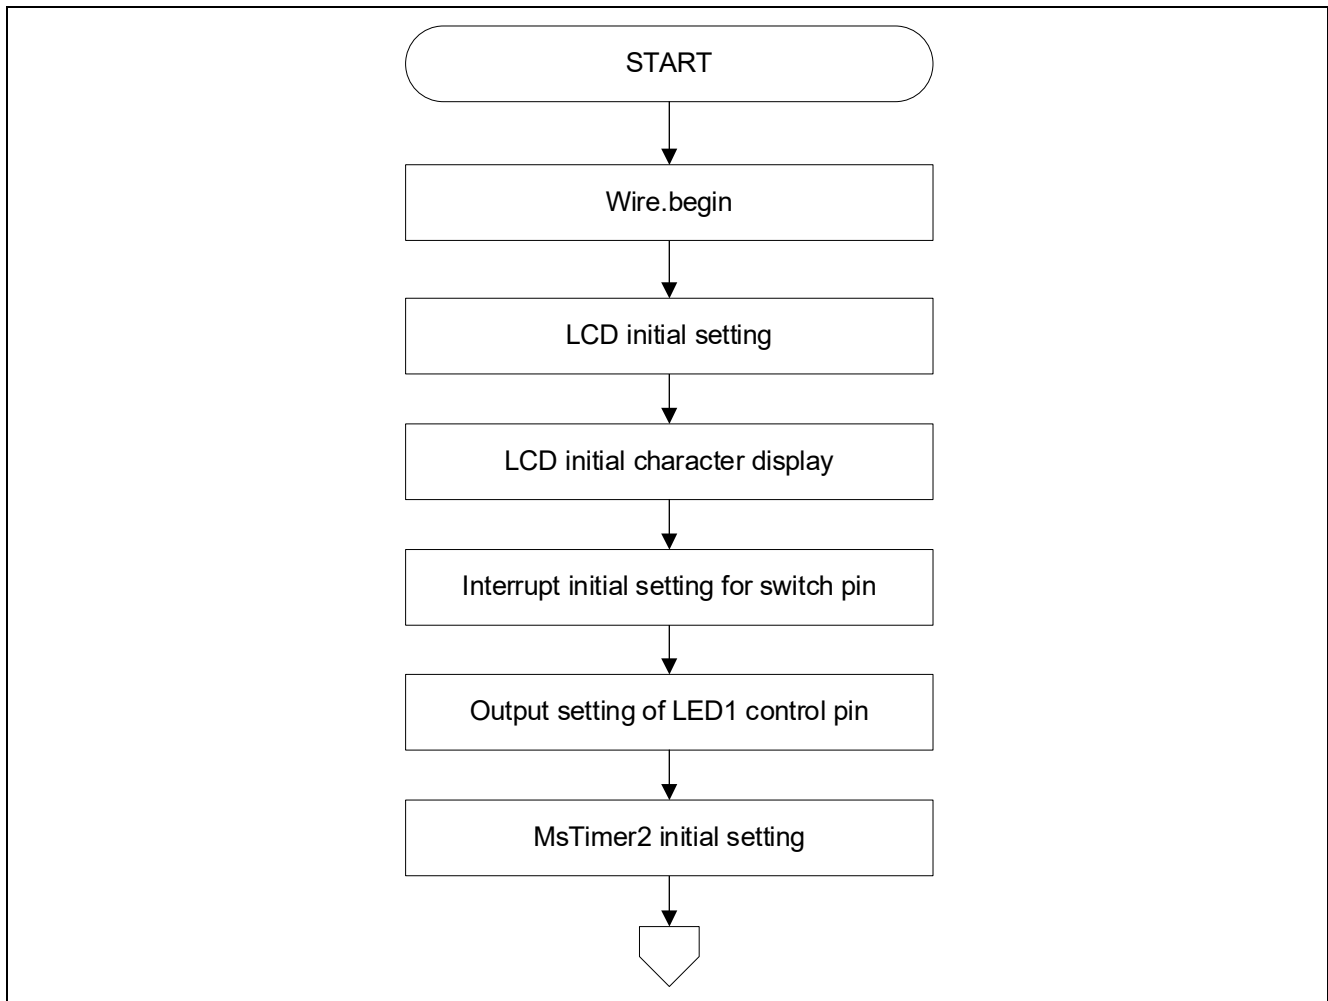 START
Wire.begin
LCD initial setting
LCD initial character display
Interrupt initial setting for switch pin
Output setting of LED1 control pin
MsTimer2 initial setting